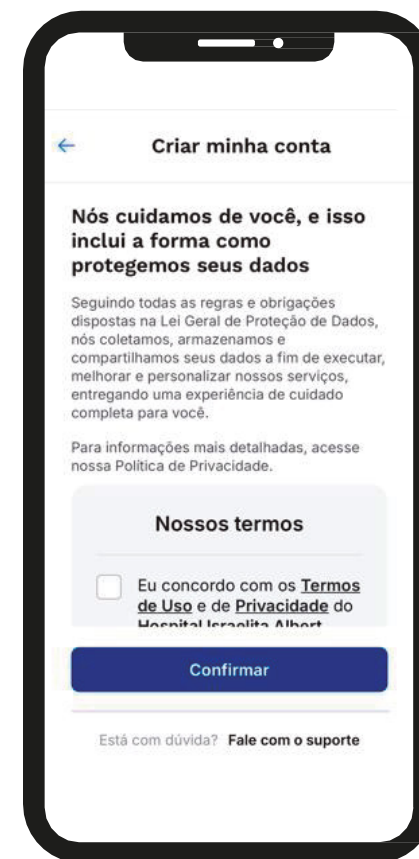 Criar minha conta
Nós cuidamos de você, e isso
inclui a forma como
protegemos seus dados
Seguindo todas as regras e obrigações
dispostas na Lei Geral de Proteção de Dados,
nós coletamos, armazenamos e
compartilhamos seus dados a fim de executar,
melhorar e personalizar nossos serviços,
entregando uma experiência de cuidado
completa para você.
Para informações mais detalhadas, acesse
nossa Política de Privacidade.
Nossos termos
Eu concordo com os Termos
de Uso e de Privacidade do
Hospital Israelita Albert
Confirmar
Está com dúvida? Fale com o suporte